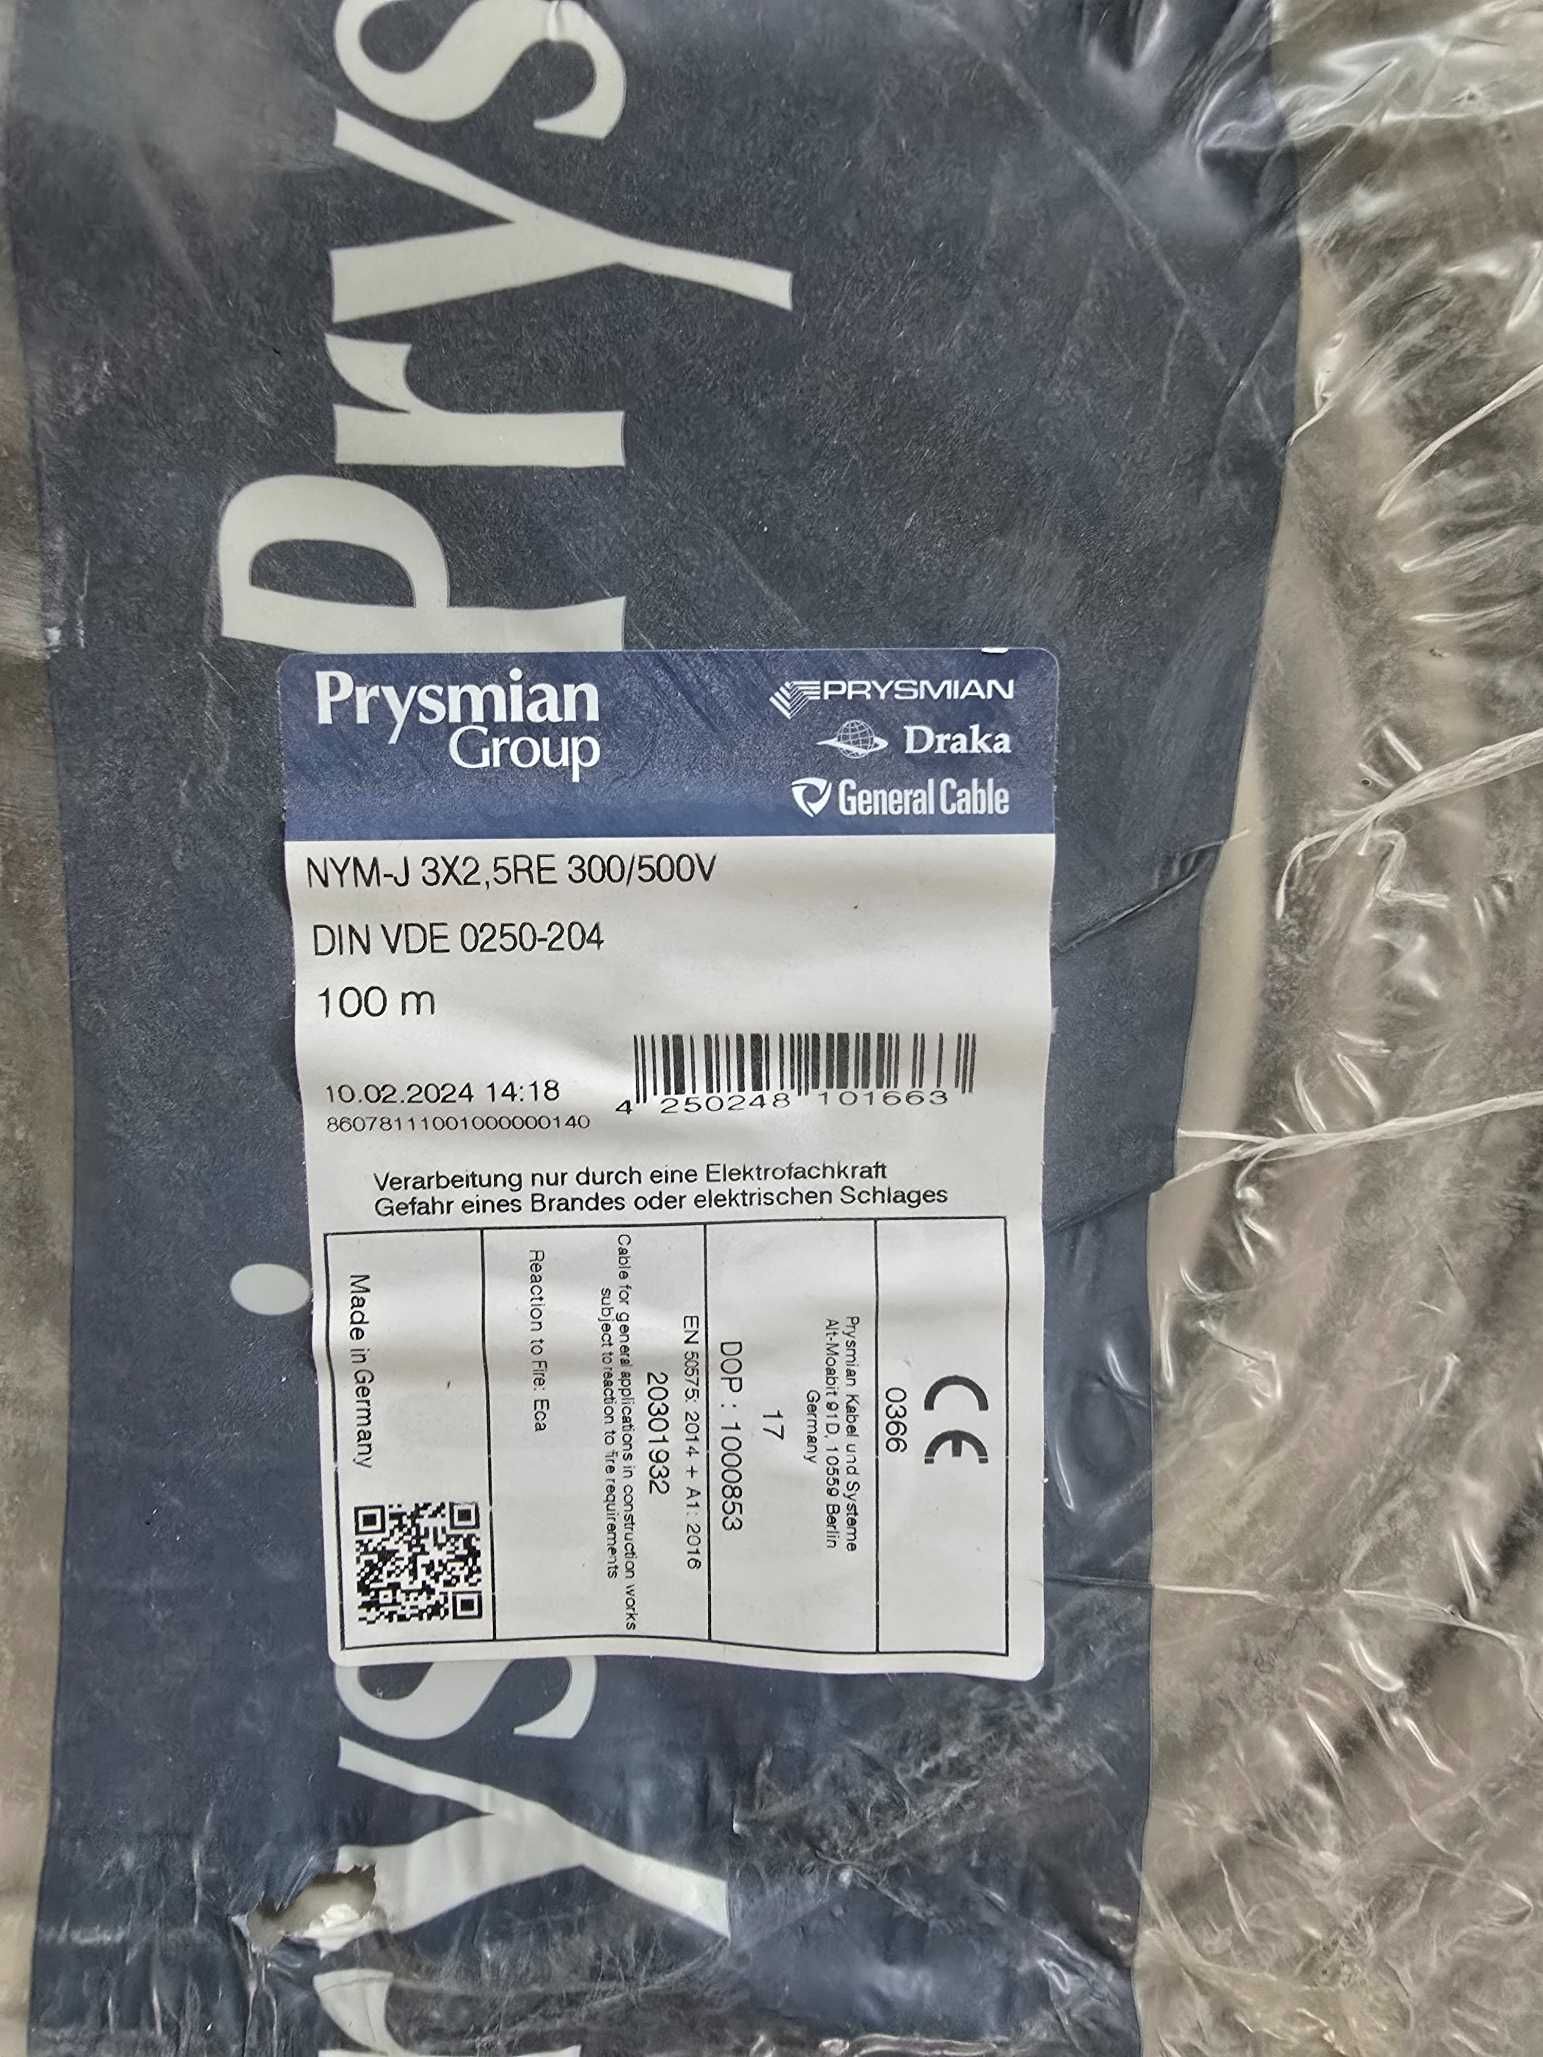 Prys
Prysmian
Group
PRYSMIAN
Draka
General Cable
NYM-J 3X2,5RE 300/500V
DIN VDE 0250-204
100 m
10.02.2024 14:18
86078111001000000140
4 250248 101663
Verarbeitung nur durch eine Elektrofachkraft
Gefahr eines Brandes oder elektrischen Schlages
CE
0366
Prysmian Kabel und Systeme
Alt-Moabit 91D, 10559 Berlin
Germany
17
DOP : 1000853
EN 50575: 2014 + A1: 2016
20301932
Cable for general applications in construction works
subject to reaction to fire requirements
Reaction to Fire: Eca
Made in Germany
rys